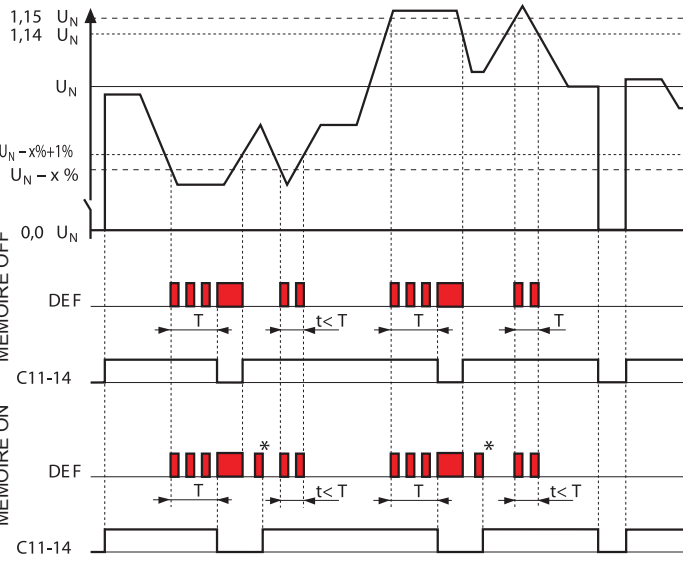 1,15 U_N
1,14 U_N
U_N
U_N – x%+1%
U_N – x %
0,0 U_N
MEMOIRE OFF
DEF
T t< T T T
C11-14
MEMOIRE ON
* *
DEF
T t< T T t< T
C11-14